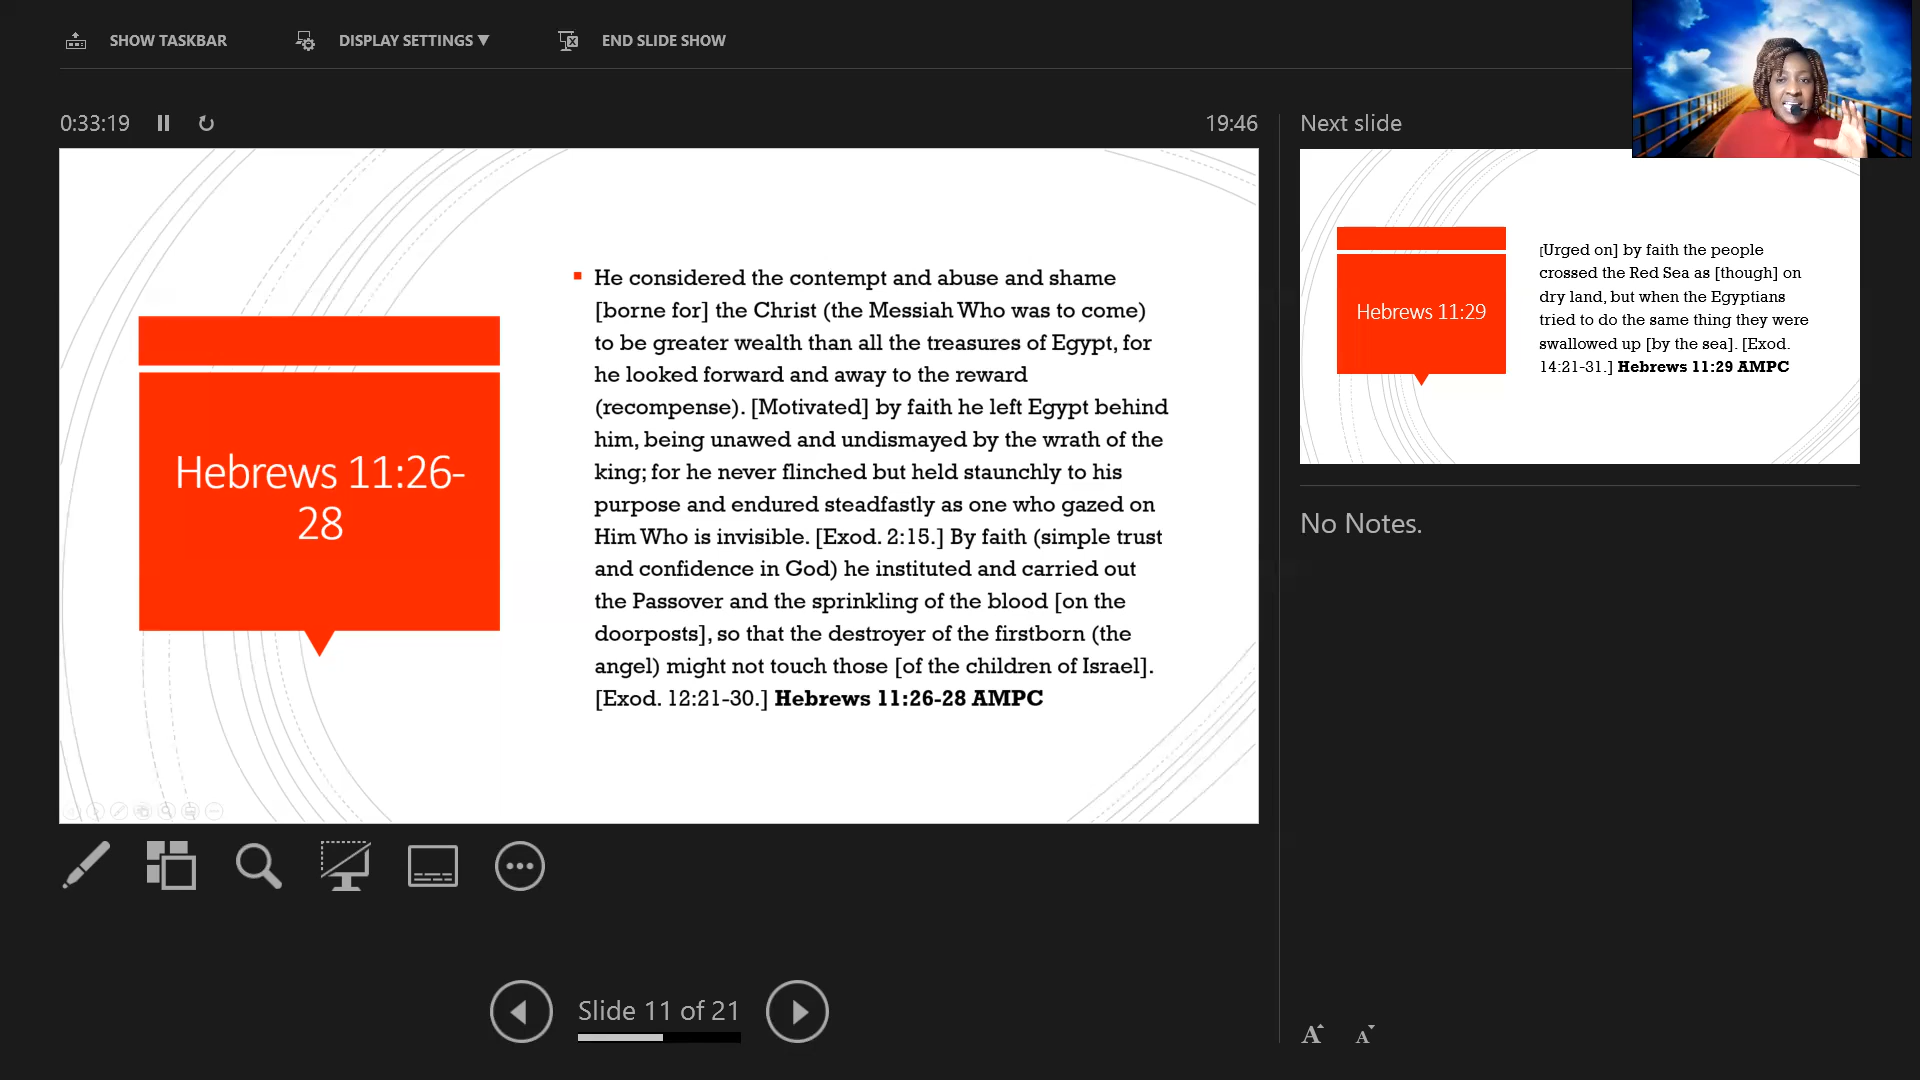 SHOW TASKBAR
DISPLAY SETTINGS ▼
END SLIDE SHOW
0:33:19
19:46
Hebrews 11:26-
28
He considered the contempt and abuse and shame
[borne for] the Christ (the Messiah Who was to come)
to be greater wealth than all the treasures of Egypt, for
he looked forward and away to the reward
(recompense). [Motivated] by faith he left Egypt behind
him, being unawed and undismayed by the wrath of the
king; for he never flinched but held staunchly to his
purpose and endured steadfastly as one who gazed on
Him Who is invisible. [Exod. 2:15.] By faith (simple trust
and confidence in God) he instituted and carried out
the Passover and the sprinkling of the blood [on the
doorposts], so that the destroyer of the firstborn (the
angel) might not touch those [of the children of Israel].
[Exod. 12:21-30.] Hebrews 11:26-28 AMPC
Slide 11 of 21
Next slide
Hebrews 11:29
[Urged on] by faith the people
crossed the Red Sea as [though] on
dry land, but when the Egyptians
tried to do the same thing they were
swallowed up [by the sea]. [Exod.
14:21-31.] Hebrews 11:29 AMPC
No Notes.
A A